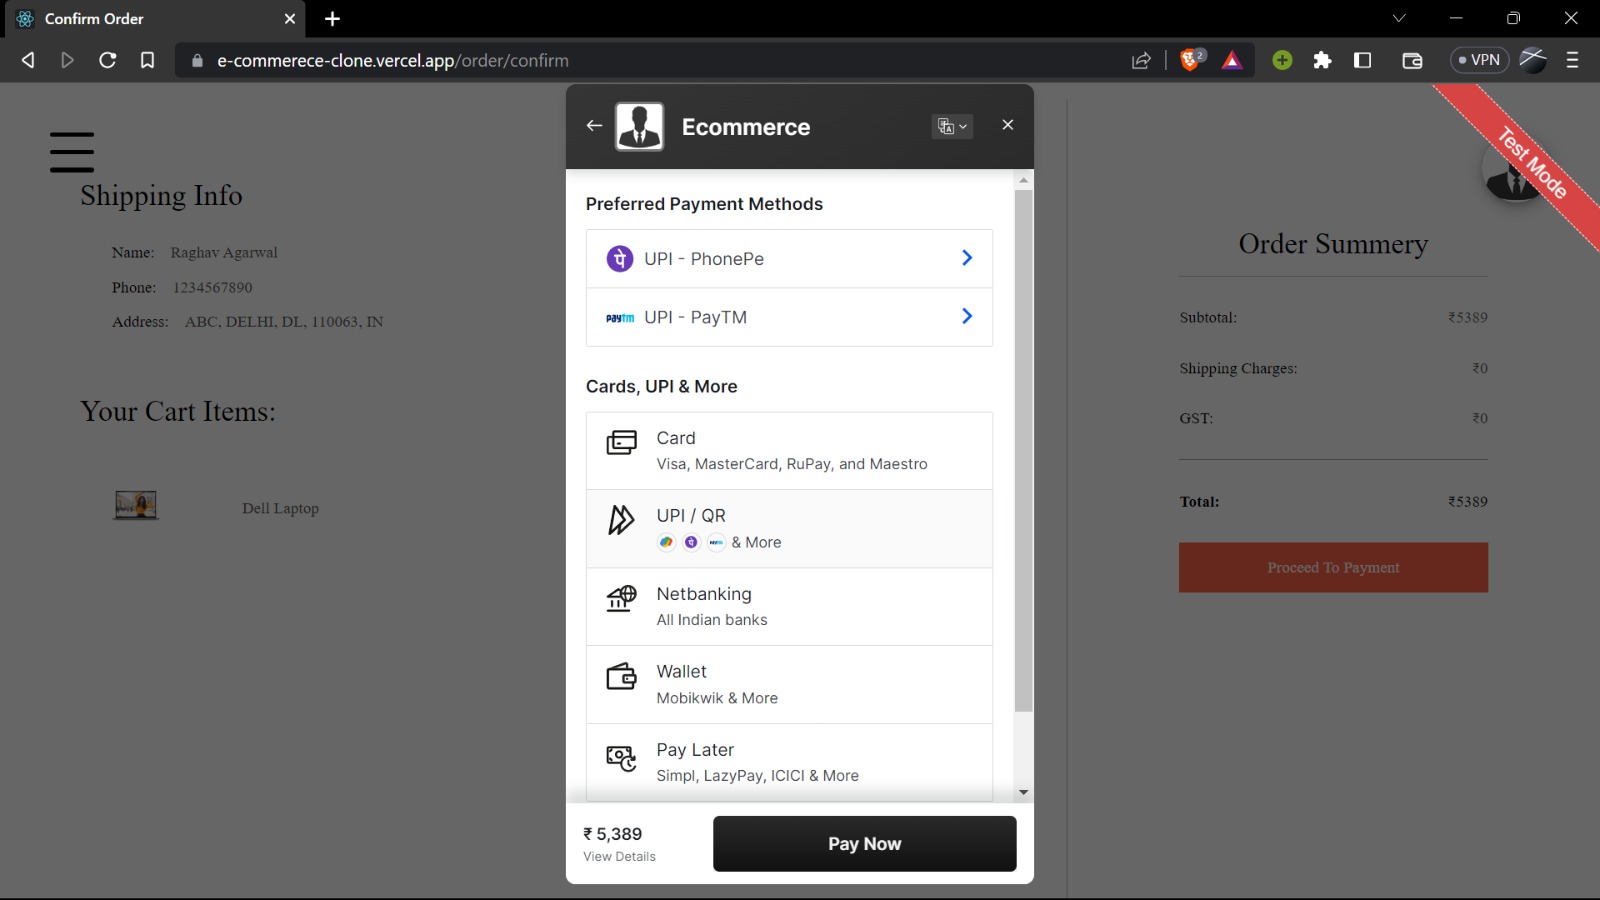 Confirm Order
e-commerece-clone.vercel.app/order/confirm
2
VPN
Ecommerce
Test Mode
Shipping Info
Name: Raghav Agarwal
Phone: 1234567890
Address: ABC, DELHI, DL, 110063, IN
Your Cart Items:
Dell Laptop
Preferred Payment Methods
पे UPI - PhonePe
paytm UPI - PayTM
Cards, UPI & More
Card
Visa, MasterCard, RuPay, and Maestro
UPI / QR
पे paytm & More
Netbanking
All Indian banks
Wallet
Mobikwik & More
Pay Later
Simpl, LazyPay, ICICI & More
₹ 5,389
View Details
Pay Now
Order Summery
Subtotal: ₹5389
Shipping Charges: ₹0
GST: ₹0
Total: ₹5389
Proceed To Payment